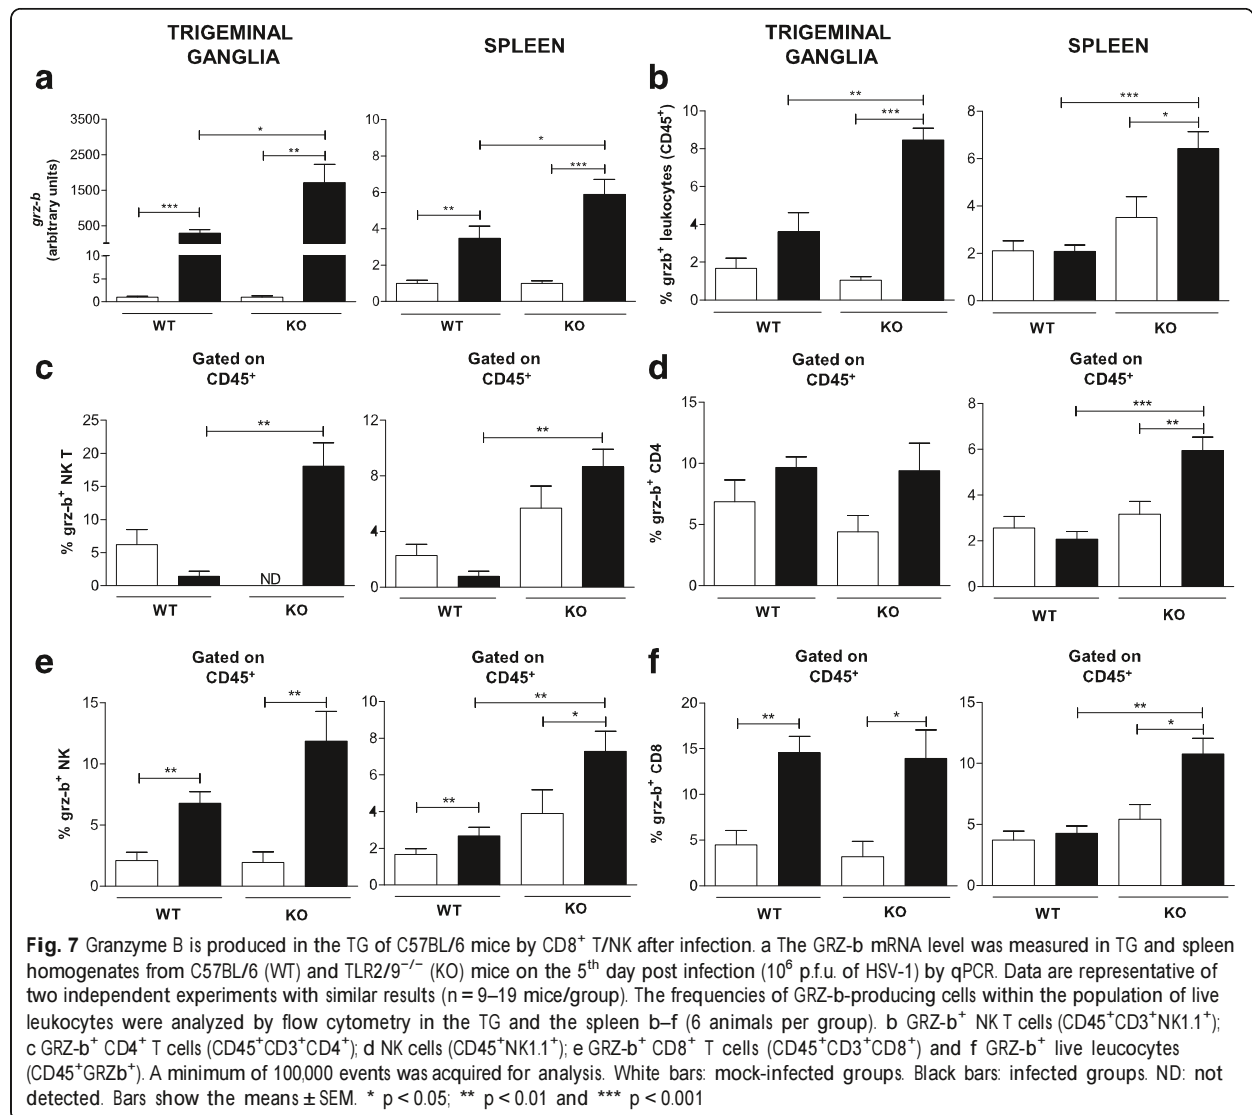 TRIGEMINAL
GANGLIA
SPLEEN
TRIGEMINAL
GANGLIA
SPLEEN
a
grz-b
(arbitrary units)
3500
2500
1500
500
10
5
0
***
**
*
WT
KO
10
8
6
4
2
0
**
***
*
WT
KO
b
% grzb⁺ leukocytes (CD45⁺)
10
8
6
4
2
0
**
***
WT
KO
8
6
4
2
0
***
*
WT
KO
c
Gated on
CD45⁺
% grz-b⁺ NK T
25
20
15
10
5
0
**
ND
WT
KO
Gated on
CD45⁺
12
8
4
0
**
WT
KO
d
Gated on
CD45⁺
% grz-b⁺ CD4
15
10
5
0
WT
KO
Gated on
CD45⁺
8
6
4
2
0
***
**
WT
KO
e
Gated on
CD45⁺
% grz-b⁺ NK
15
10
5
0
**
**
WT
KO
Gated on
CD45⁺
10
8
6
4
2
0
**
**
*
WT
KO
f
Gated on
CD45⁺
% grz-b⁺ CD8
20
15
10
5
0
**
*
WT
KO
Gated on
CD45⁺
15
10
5
0
**
*
WT
KO
Fig. 7 Granzyme B is produced in the TG of C57BL/6 mice by CD8⁺ T/NK after infection. a The GRZ-b mRNA level was measured in TG and spleen
homogenates from C57BL/6 (WT) and TLR2/9⁻/⁻ (KO) mice on the 5ᵗʰ day post infection (10⁶ p.f.u. of HSV-1) by qPCR. Data are representative of
two independent experiments with similar results (n = 9–19 mice/group). The frequencies of GRZ-b-producing cells within the population of live
leukocytes were analyzed by flow cytometry in the TG and the spleen b–f (6 animals per group). b GRZ-b⁺ NK T cells (CD45⁺CD3⁺NK1.1⁺);
c GRZ-b⁺ CD4⁺ T cells (CD45⁺CD3⁺CD4⁺); d NK cells (CD45⁺NK1.1⁺); e GRZ-b⁺ CD8⁺ T cells (CD45⁺CD3⁺CD8⁺) and f GRZ-b⁺ live leucocytes
(CD45⁺GRZb⁺). A minimum of 100,000 events was acquired for analysis. White bars: mock-infected groups. Black bars: infected groups. ND: not
detected. Bars show the means ± SEM. * p < 0.05; ** p < 0.01 and *** p < 0.001